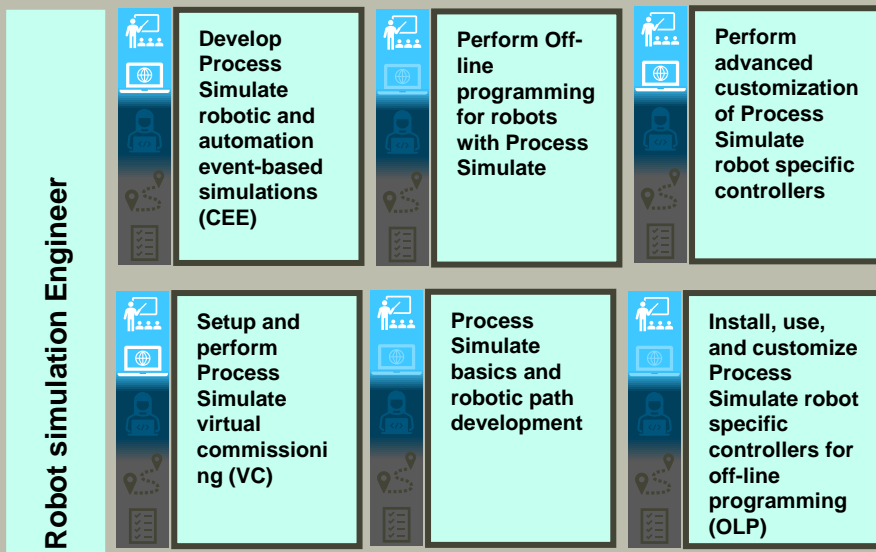 Robot simulation Engineer
Develop
Process
Simulate
robotic and
automation
event-based
simulations
(CEE)
Perform Off-
line
programming
for robots
with Process
Simulate
Perform
advanced
customization
of Process
Simulate
robot specific
controllers
Setup and
perform
Process
Simulate
virtual
commissioni
ng (VC)
Process
Simulate
basics and
robotic path
development
Install, use,
and customize
Process
Simulate robot
specific
controllers for
off-line
programming
(OLP)